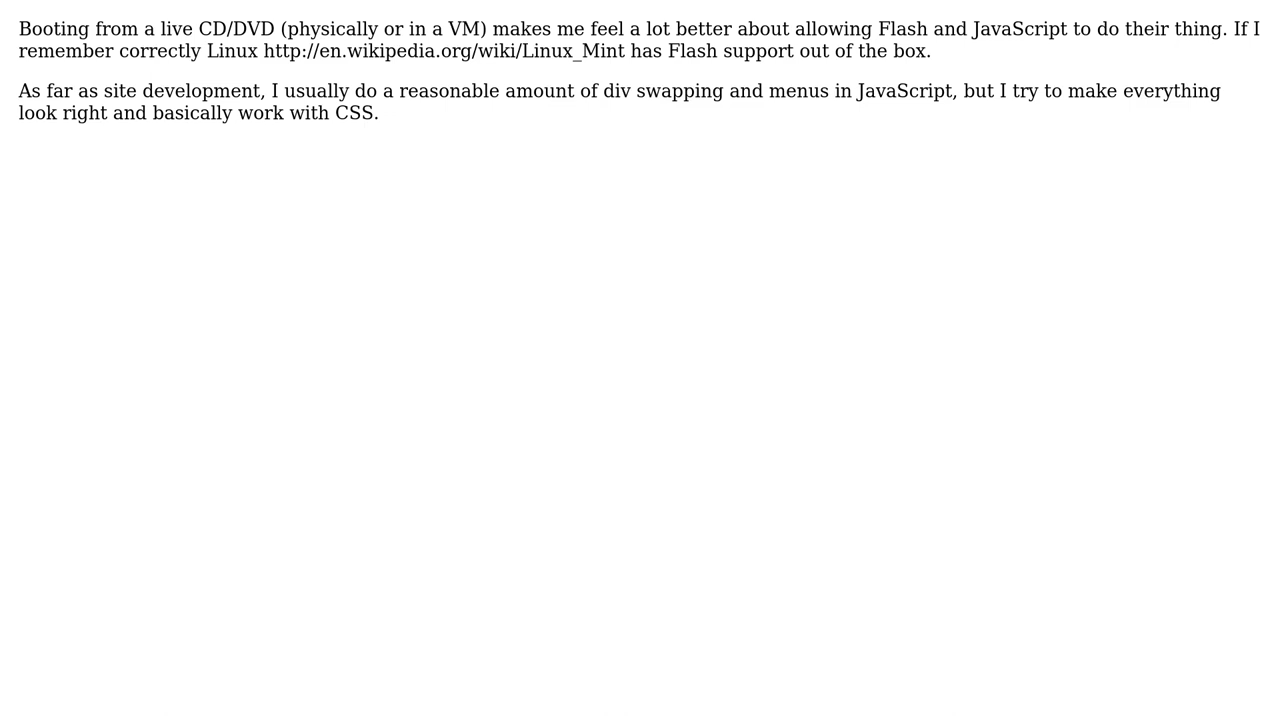 Booting from a live CD/DVD (physically or in a VM) makes me feel a lot better about allowing Flash and JavaScript to do their thing. If I
remember correctly Linux http://en.wikipedia.org/wiki/Linux_Mint has Flash support out of the box.
As far as site development, I usually do a reasonable amount of div swapping and menus in JavaScript, but I try to make everything
look right and basically work with CSS.